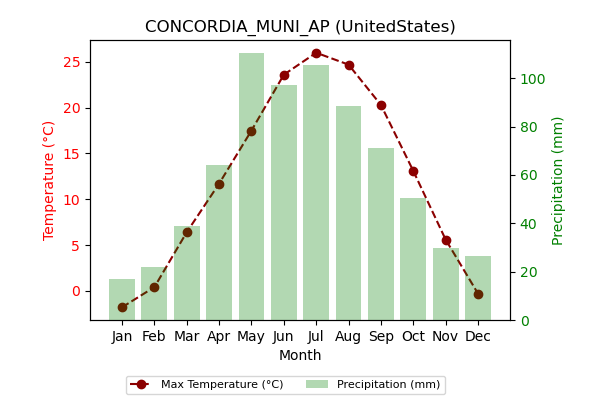 CONCORDIA_MUNI_AP (UnitedStates)
Temperature (°C)
25
20
15
10
5
0
100
80
60
40
20
0
Precipitation (mm)
Jan Feb Mar Apr May Jun Jul Aug Sep Oct Nov Dec
Month
Max Temperature (°C) Precipitation (mm)